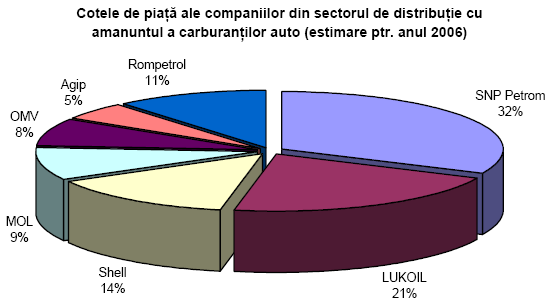 Cotele de piață ale companiilor din sectorul de distribuție cu
amanuntul a carburanților auto (estimare ptr. anul 2006)
Rompetrol
11%
Agip
5%
SNP Petrom
32%
OMV
8%
MOL
9%
Shell
14%
LUKOIL
21%